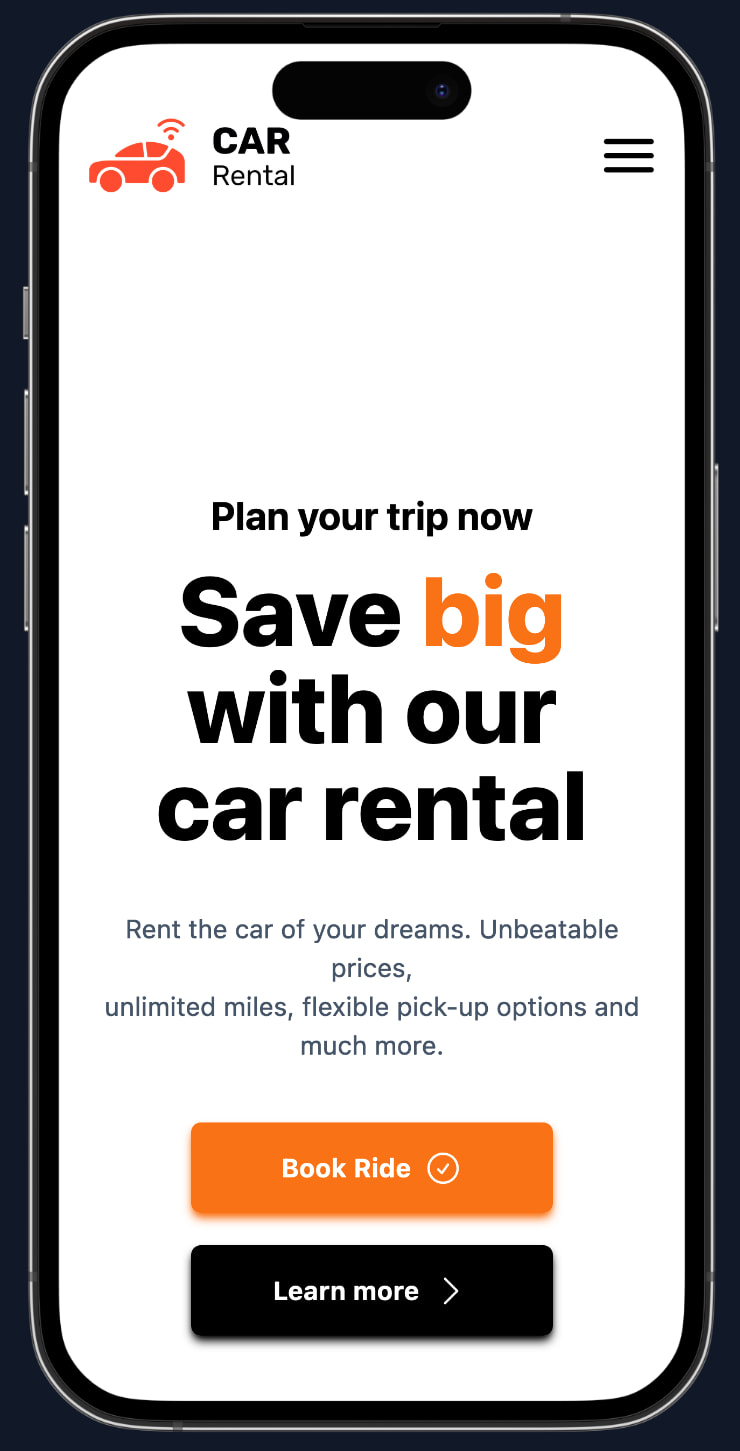 CAR
Rental
Plan your trip now
Save big
with our
car rental
Rent the car of your dreams. Unbeatable
prices,
unlimited miles, flexible pick-up options and
much more.
Book Ride
Learn more